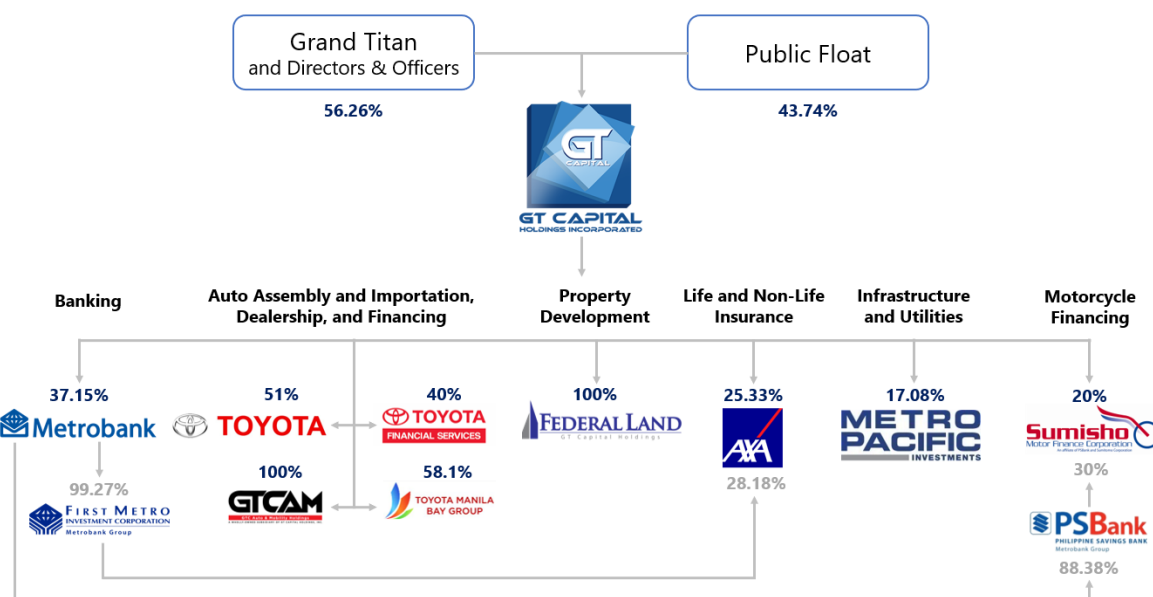 Grand Titan
and Directors & Officers
Public Float
56.26%
43.74%
GT
CAPITAL
GT CAPITAL
HOLDINGS INCORPORATED
Banking
Auto Assembly and Importation,
Dealership, and Financing
Property
Development
Life and Non-Life
Insurance
Infrastructure
and Utilities
Motorcycle
Financing
37.15%
Metrobank
99.27%
FIRST METRO
INVESTMENT CORPORATION
Metrobank Group
51%
TOYOTA
40%
TOYOTA
FINANCIAL SERVICES
100%
GTCAM
58.1%
TOYOTA MANILA
BAY GROUP
100%
FEDERAL LAND
GT Capital Holdings
25.33%
AXA
28.18%
17.08%
METRO
PACIFIC
INVESTMENTS
20%
Sumisho
Motor Finance Corporation
30%
PSBank
PHILIPPINE SAVINGS BANK
Metrobank Group
88.38%